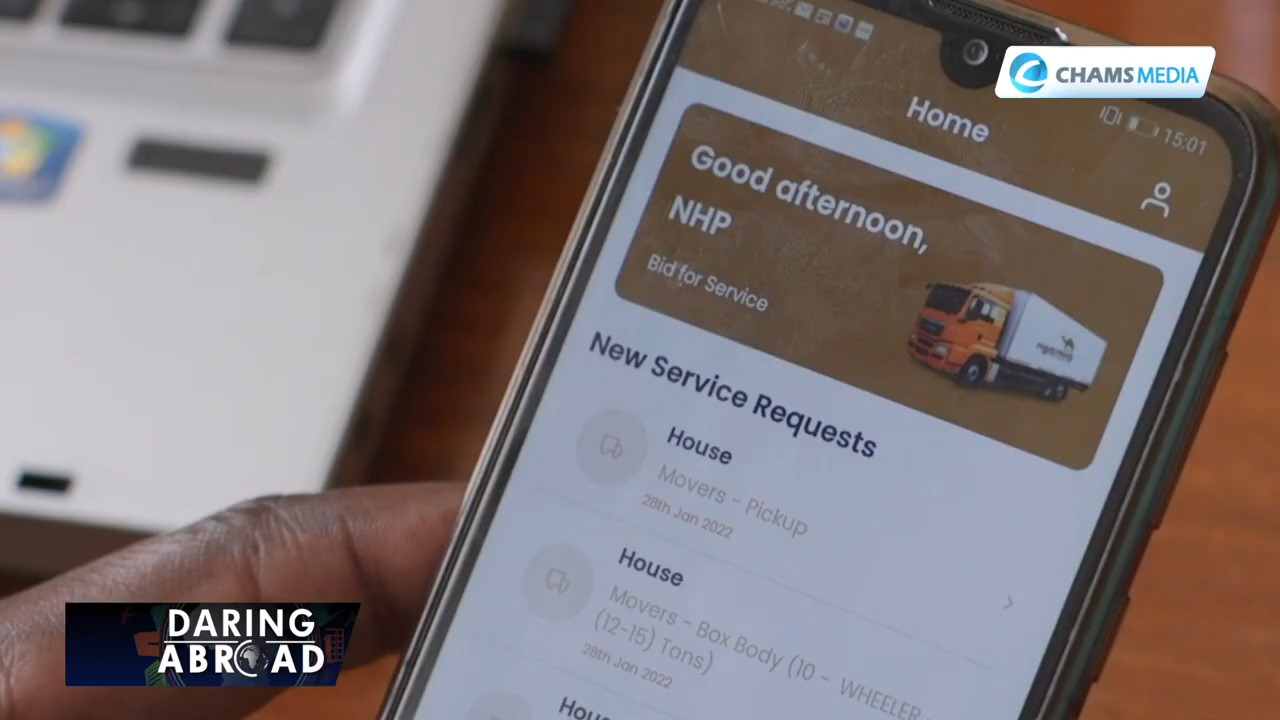 CHAMS MEDIA
15:01
Home
Good afternoon,
NHP
Bid for Service
New Service Requests
House
Movers - Pickup
28th Jan 2022
House
Movers - Box Body (10 - WHEELER
(12-15) Tons)
28th Jan 2022
House
DARING
ABROAD